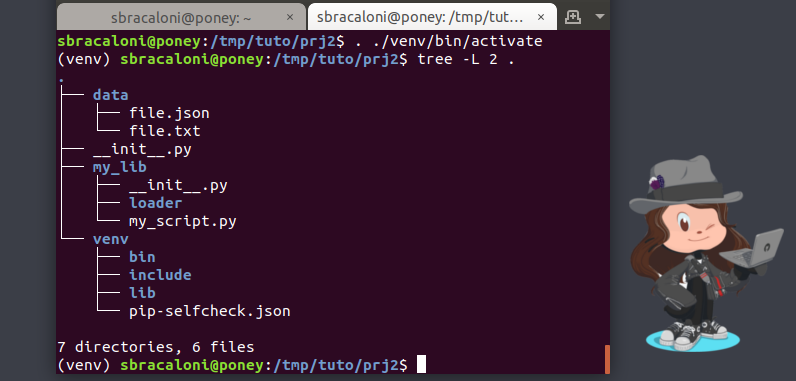 sbracaloni@poney: ~ × sbracaloni@poney: /tmp/tut... ×
sbracaloni@poney:/tmp/tuto/prj2$ . ./venv/bin/activate
(venv) sbracaloni@poney:/tmp/tuto/prj2$ tree -L 2 .
.
├── data
│   ├── file.json
│   └── file.txt
├── __init__.py
├── my_lib
│   ├── __init__.py
│   ├── loader
│   └── my_script.py
└── venv
    ├── bin
    ├── include
    ├── lib
    └── pip-selfcheck.json

7 directories, 6 files
(venv) sbracaloni@poney:/tmp/tuto/prj2$